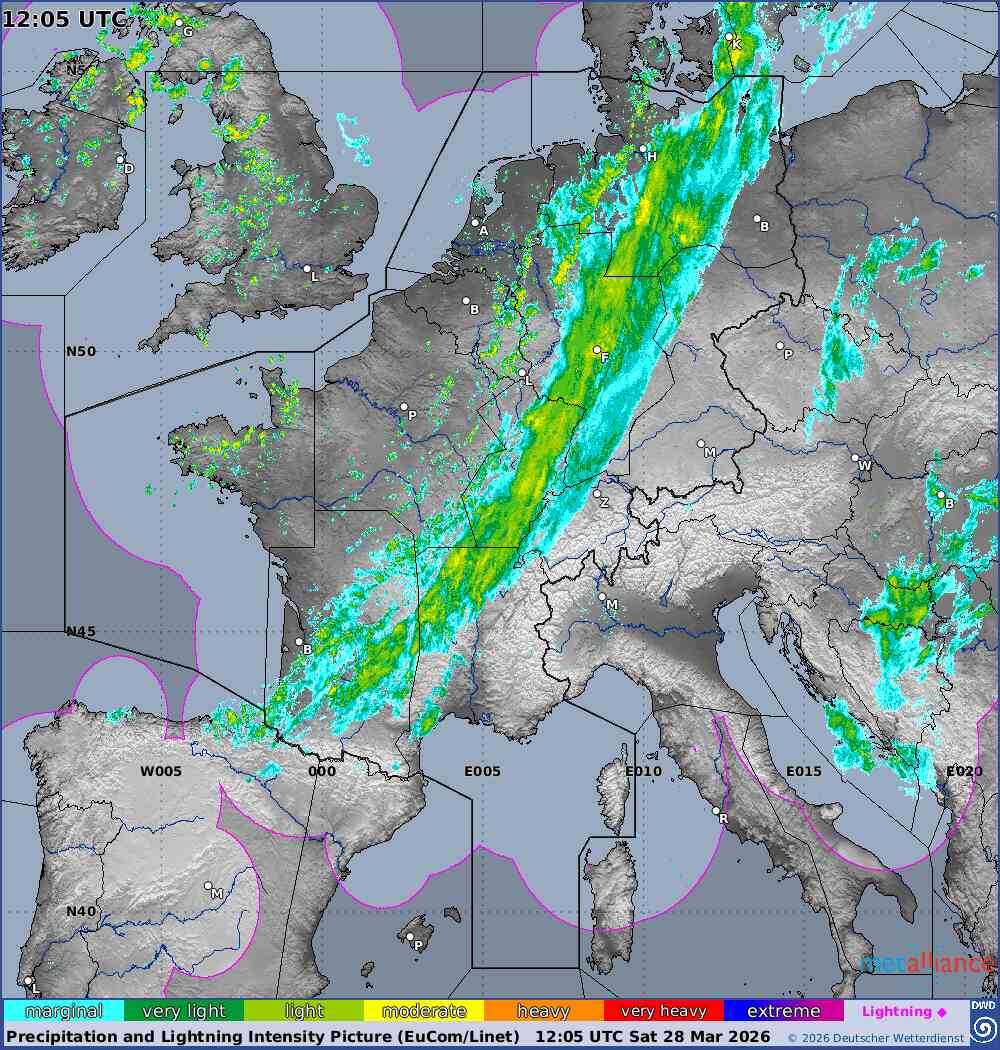 12:05 UTC
G
K
N5
H
D
A
B
L
B
N50
F
P
L
P
M
W
Z
B
M
N45
B
W005
000
E005
E010
E015
E020
R
M
N40
P
L
metalliance
marginal very light light moderate heavy very heavy extreme Lightning ◆
DWD
Precipitation and Lightning Intensity Picture (EuCom/Linet) 12:05 UTC Sat 28 Mar 2026 © 2026 Deutscher Wetterdienst